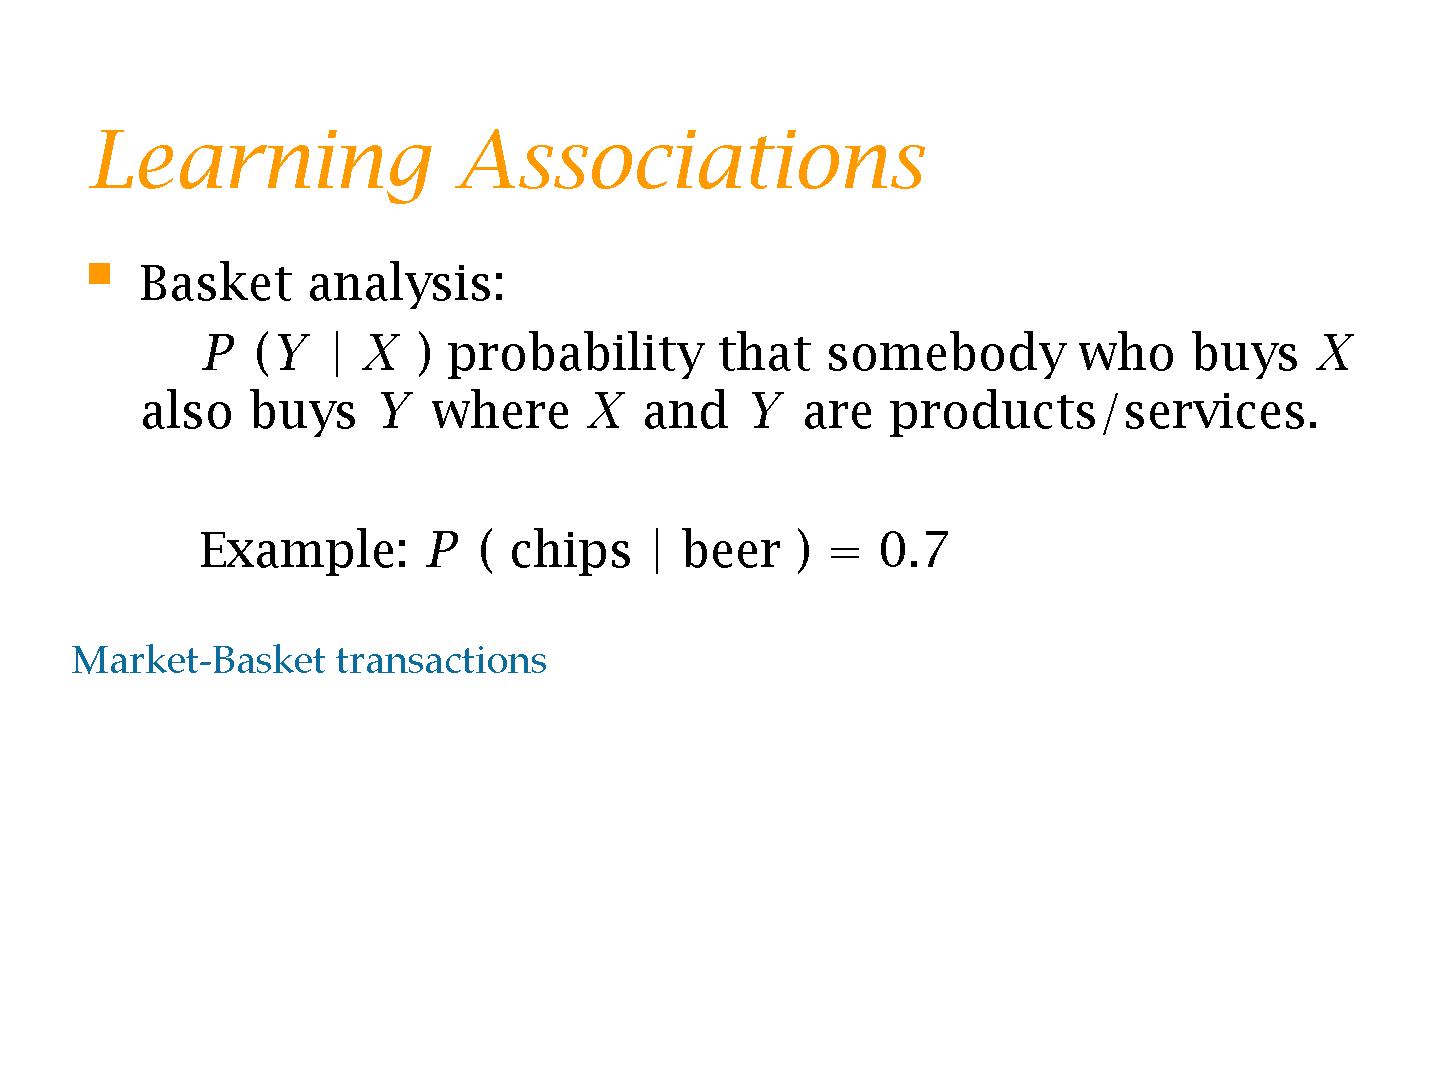 Learning Associations
Basket analysis:
P (Y | X ) probability that somebody who buys X
also buys Y where X and Y are products/services.
Example: P ( chips | beer ) = 0.7
Market-Basket transactions